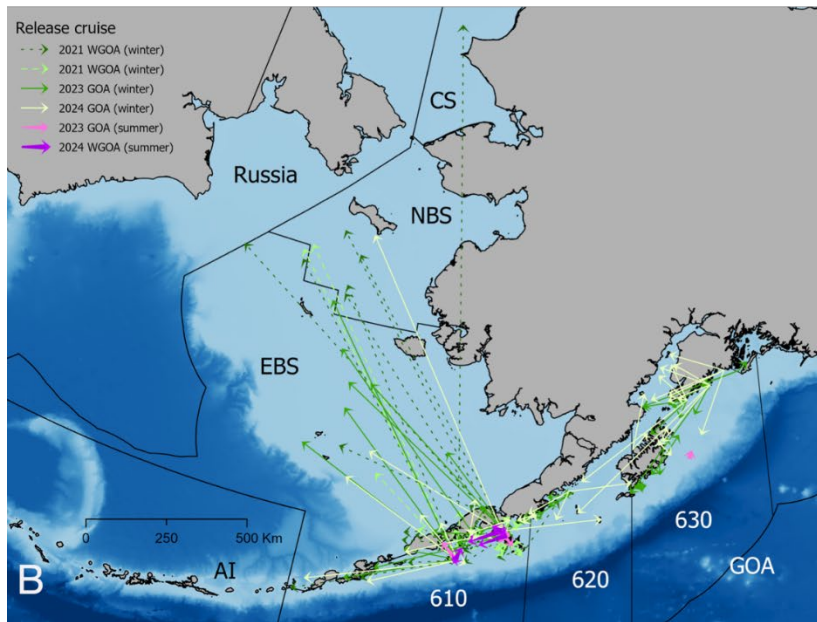 Release cruise
2021 WGOA (winter)
2021 WGOA (winter)
2023 GOA (winter)
2024 GOA (winter)
2023 GOA (summer)
2024 WGOA (summer)
CS
Russia
NBS
EBS
0 250 500 Km
630
B
AI
GOA
620
610